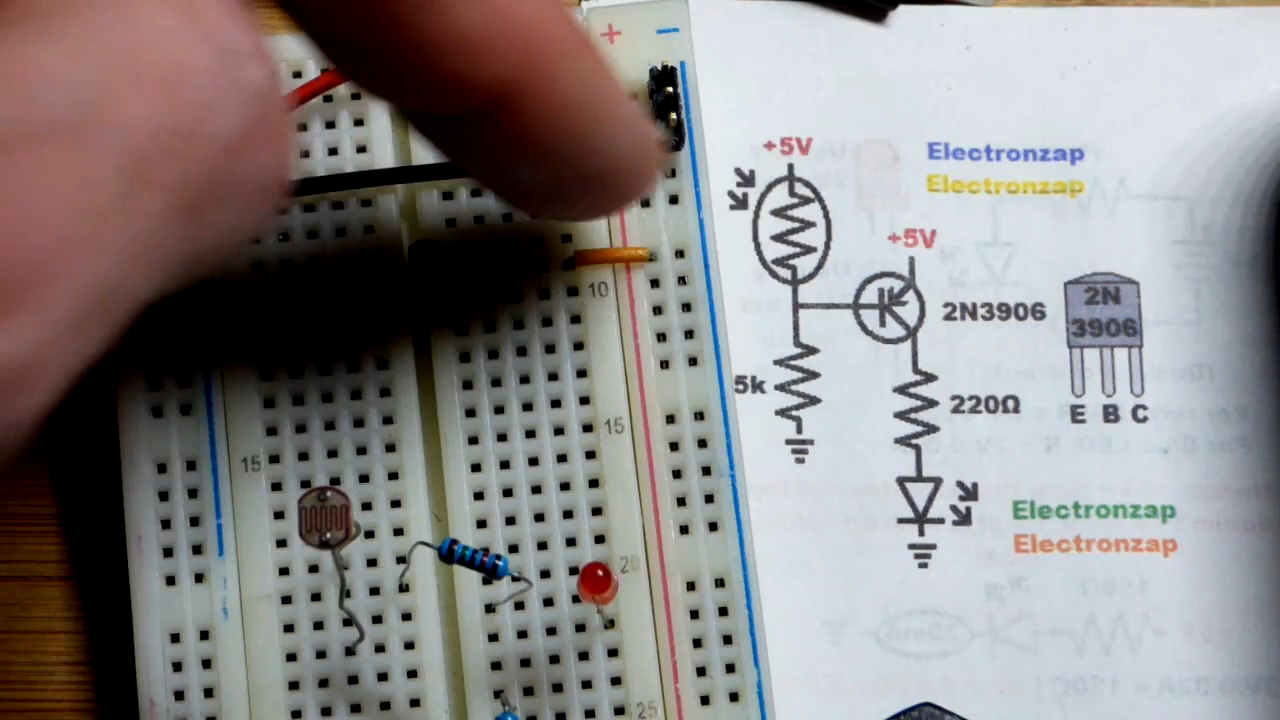 + −
+5V
Electronzap
Electronzap
+5V
2N3906
2N
3906
10
5k
220Ω
E B C
15
15
Electronzap
Electronzap
20
25